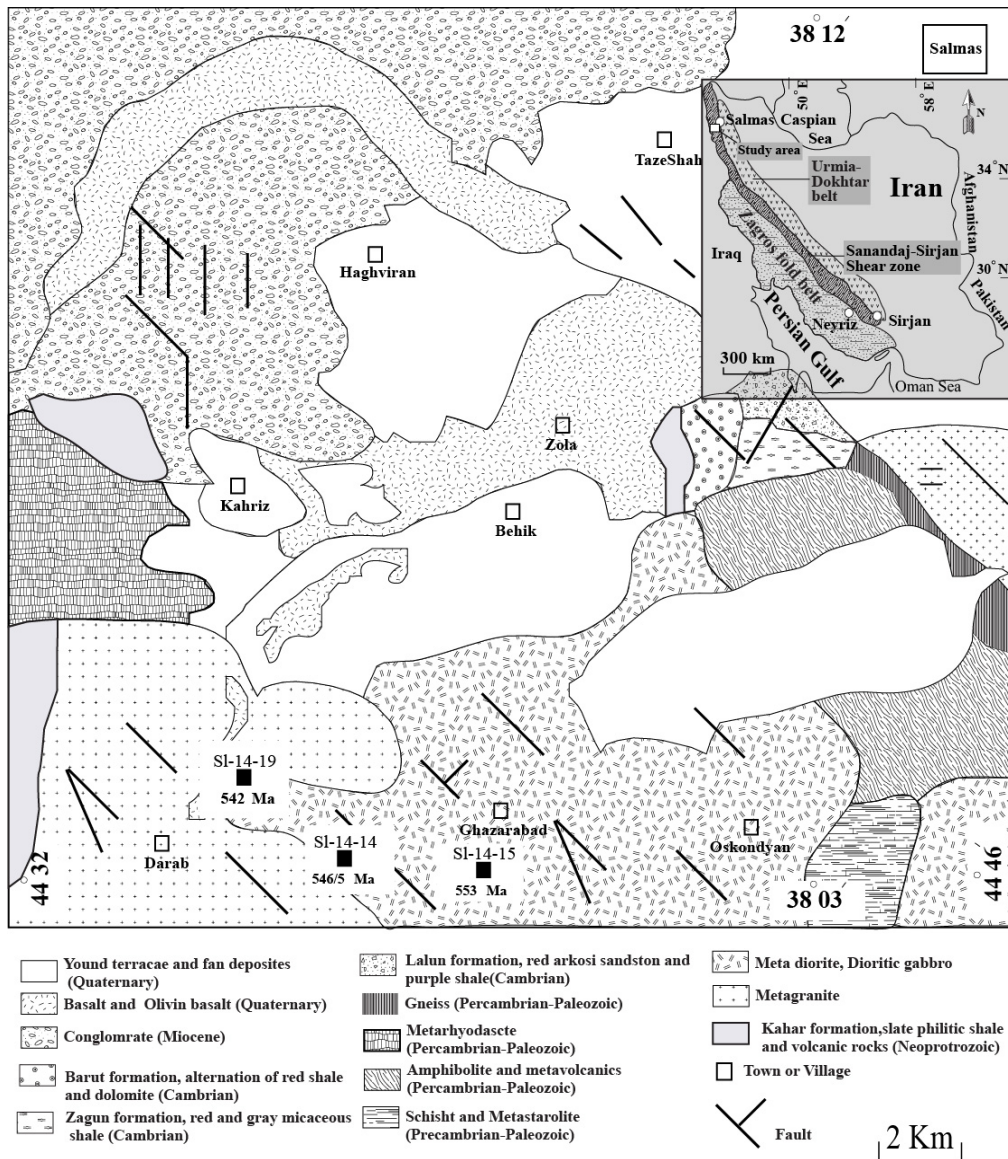 38 12´
Salmas
50° E
58° E
N
Salmas Caspian
Sea
Study area
34° N
Urmia-
Dokhtar
belt
Iran
Afghanistan
TazeShah
Zagros fold belt
Iraq
Sanandaj-Sirjan
Shear zone
30° N
Haghviran
Pakistan
Persian Gulf
Neyriz
Sirjan
300 km
Oman Sea
Zola
Kahriz
Behik
Sl-14-19
542 Ma
Darab
Sl-14-14
546/5 Ma
Ghazarabad
Sl-14-15
553 Ma
Oskondyan
44 32´
38 03´
44 46´
Yound terracae and fan deposites
(Quaternary)
Basalt and Olivin basalt (Quaternary)
Conglomrate (Miocene)
Barut formation, alternation of red shale
and dolomite (Cambrian)
Zagun formation, red and gray micaceous
shale (Cambrian)
Lalun formation, red arkosi sandston and
purple shale(Cambrian)
Gneiss (Percambrian-Paleozoic)
Metarhyodascte
(Percambrian-Paleozoic)
Amphibolite and metavolcanics
(Percambrian-Paleozoic)
Schisht and Metastarolite
(Precambrian-Paleozoic)
Meta diorite, Dioritic gabbro
Metagranite
Kahar formation,slate philitic shale
and volcanic rocks (Neoprotrozoic)
Town or Village
Fault
2 Km